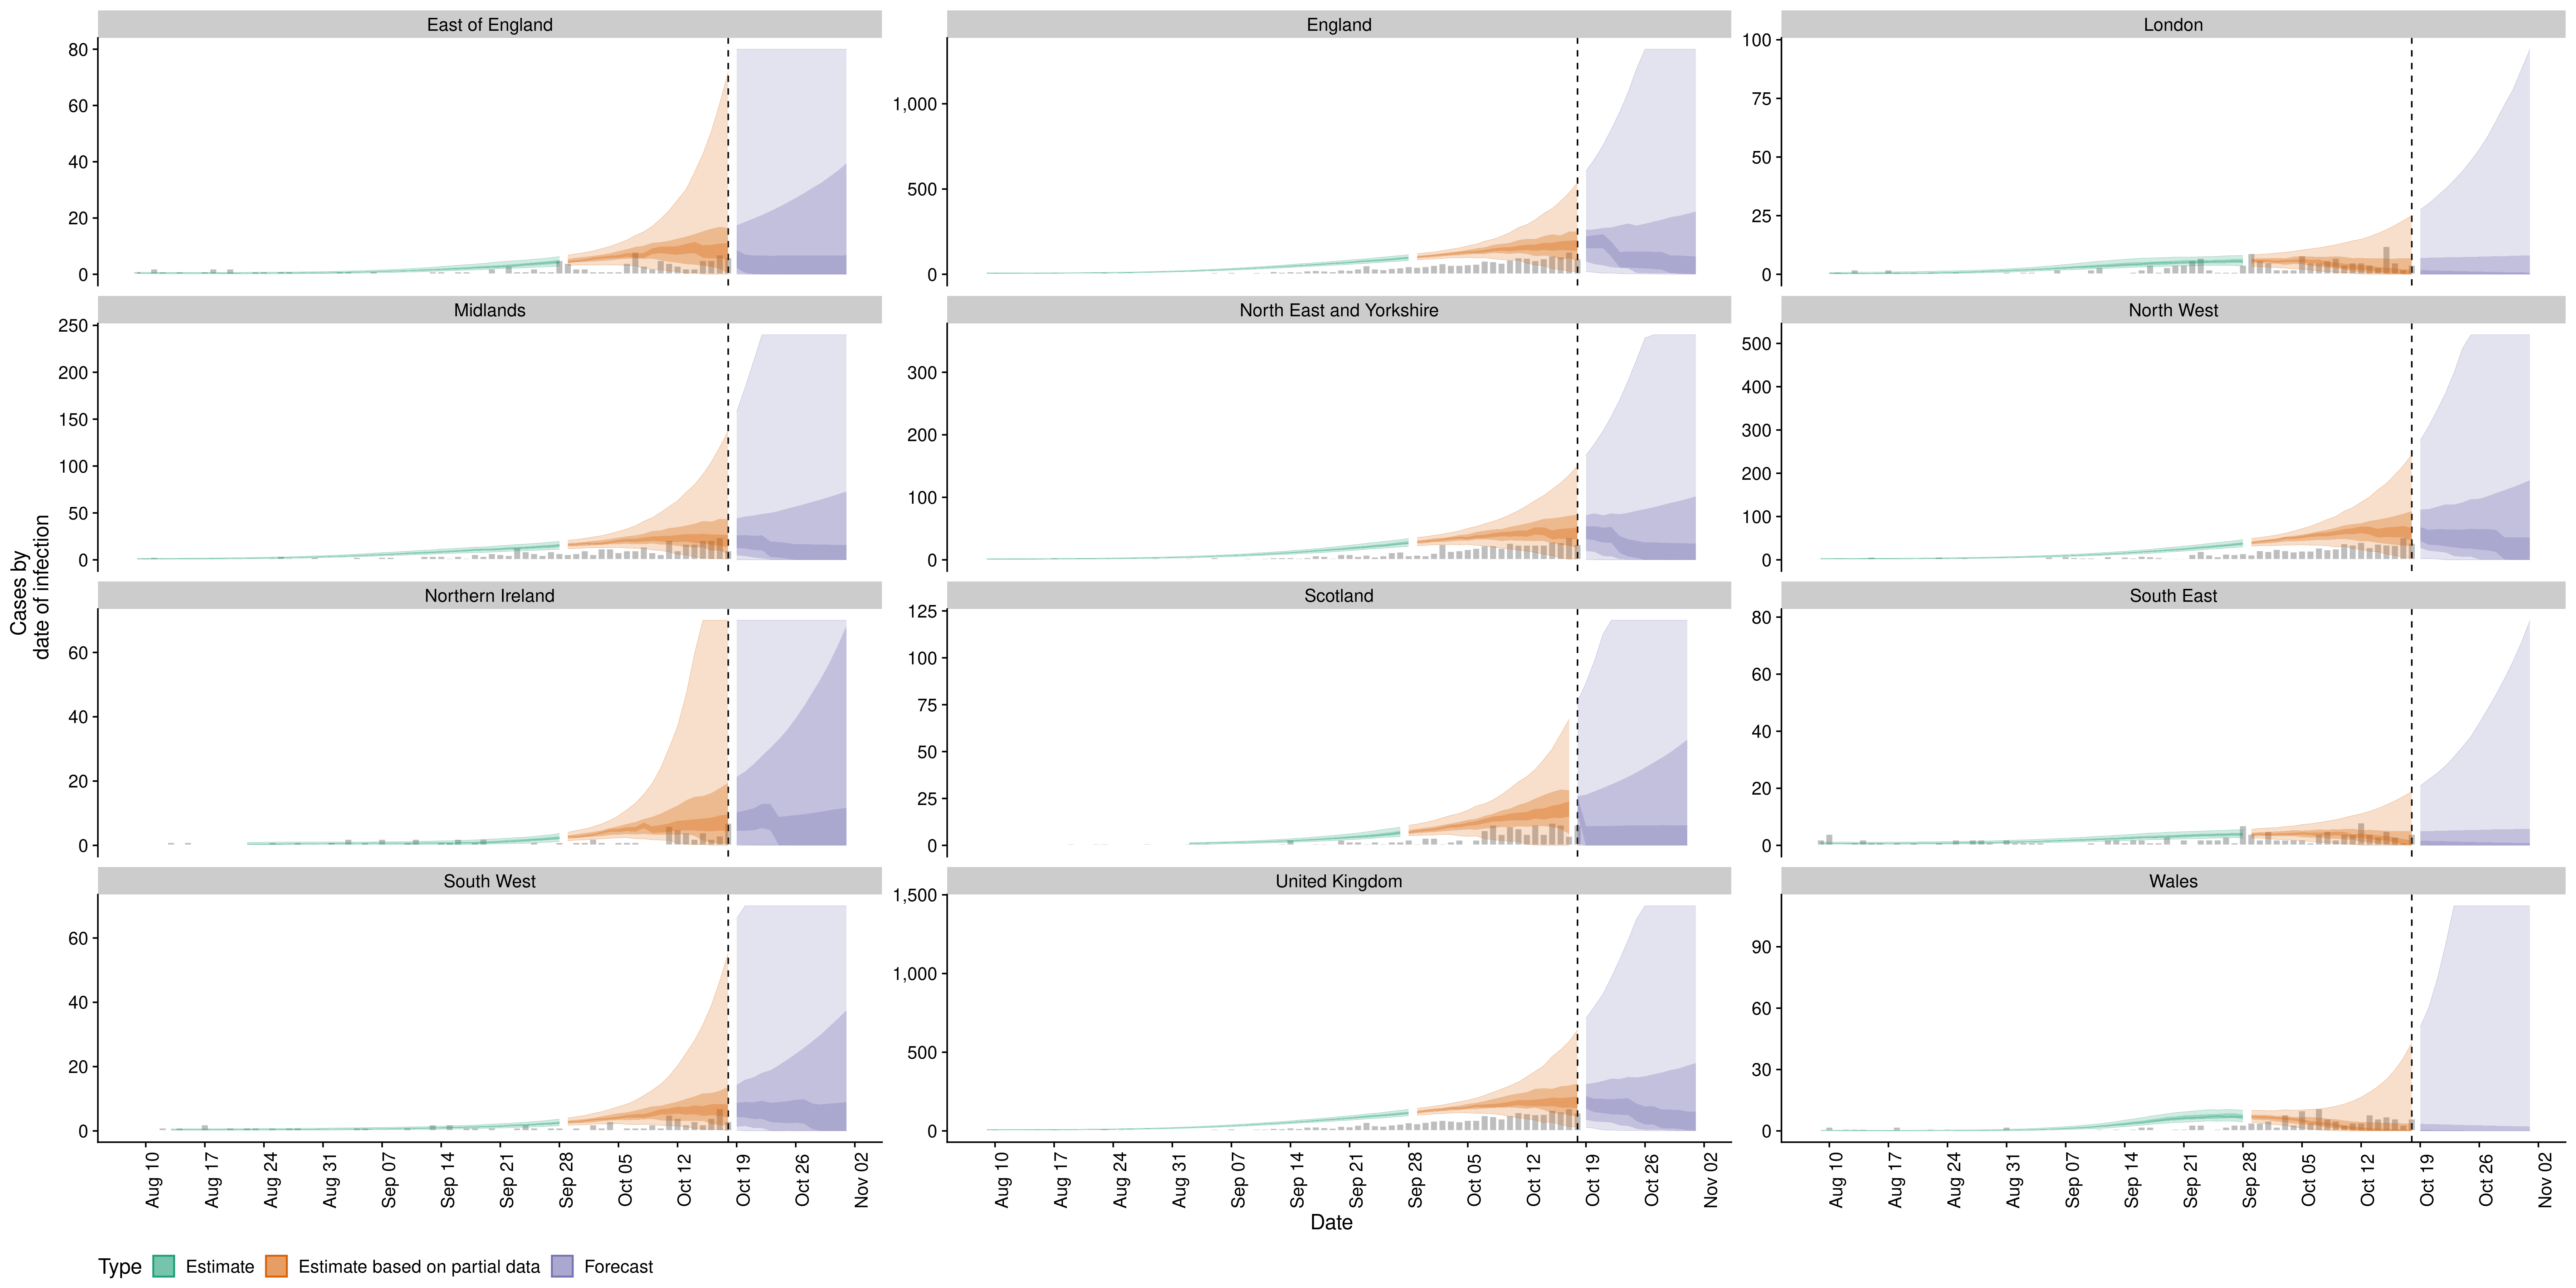 East of England
England
London
80
60
40
20
0
1,000
500
0
100
75
50
25
0
Midlands
North East and Yorkshire
North West
250
200
150
100
50
0
300
200
100
0
500
400
300
200
100
0
Northern Ireland
Scotland
South East
60
40
20
0
125
100
75
50
25
0
80
60
40
20
0
South West
United Kingdom
Wales
60
40
20
0
1,500
1,000
500
0
90
60
30
0
Cases by
date of infection
Aug 10
Aug 17
Aug 24
Aug 31
Sep 07
Sep 14
Sep 21
Sep 28
Oct 05
Oct 12
Oct 19
Oct 26
Nov 02
Aug 10
Aug 17
Aug 24
Aug 31
Sep 07
Sep 14
Sep 21
Sep 28
Oct 05
Oct 12
Oct 19
Oct 26
Nov 02
Aug 10
Aug 17
Aug 24
Aug 31
Sep 07
Sep 14
Sep 21
Sep 28
Oct 05
Oct 12
Oct 19
Oct 26
Nov 02
Date
Type Estimate Estimate based on partial data Forecast